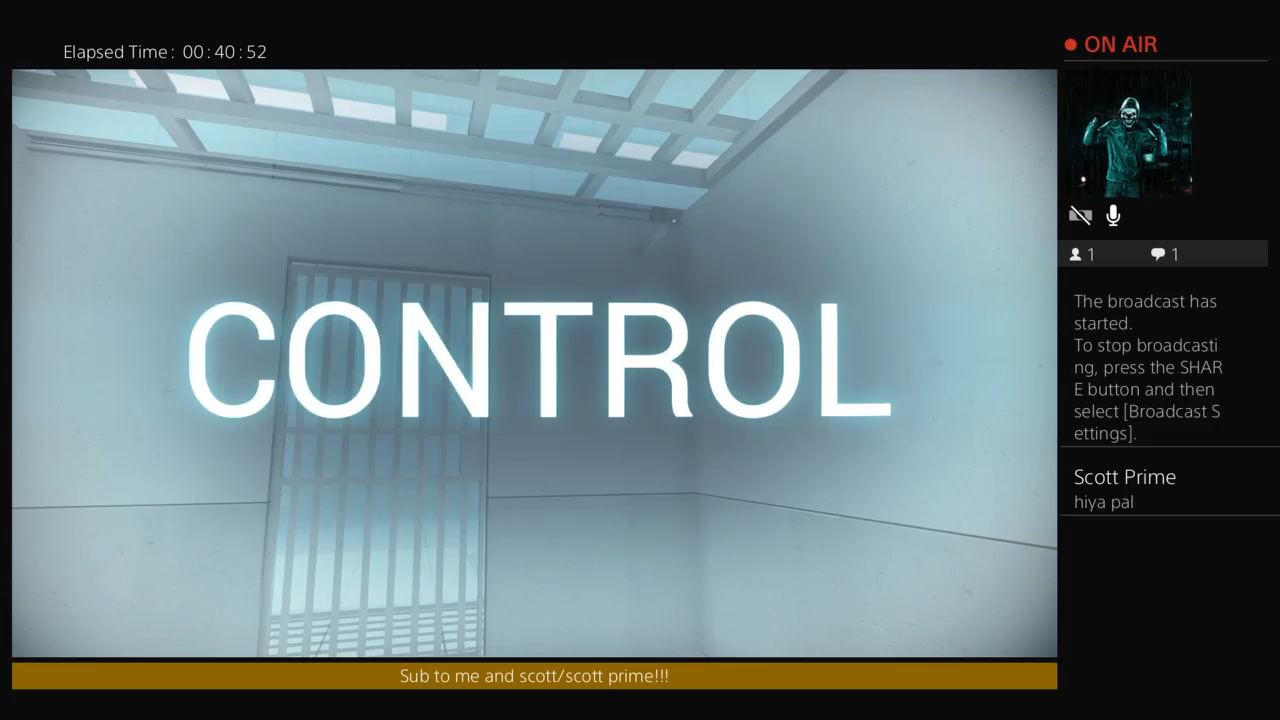 Elapsed Time: 00:40:52
ON AIR
CONTROL
1
1
The broadcast has
started.
To stop broadcasti
ng, press the SHAR
E button and then
select [Broadcast S
ettings].
Scott Prime
hiya pal
Sub to me and scott/scott prime!!!